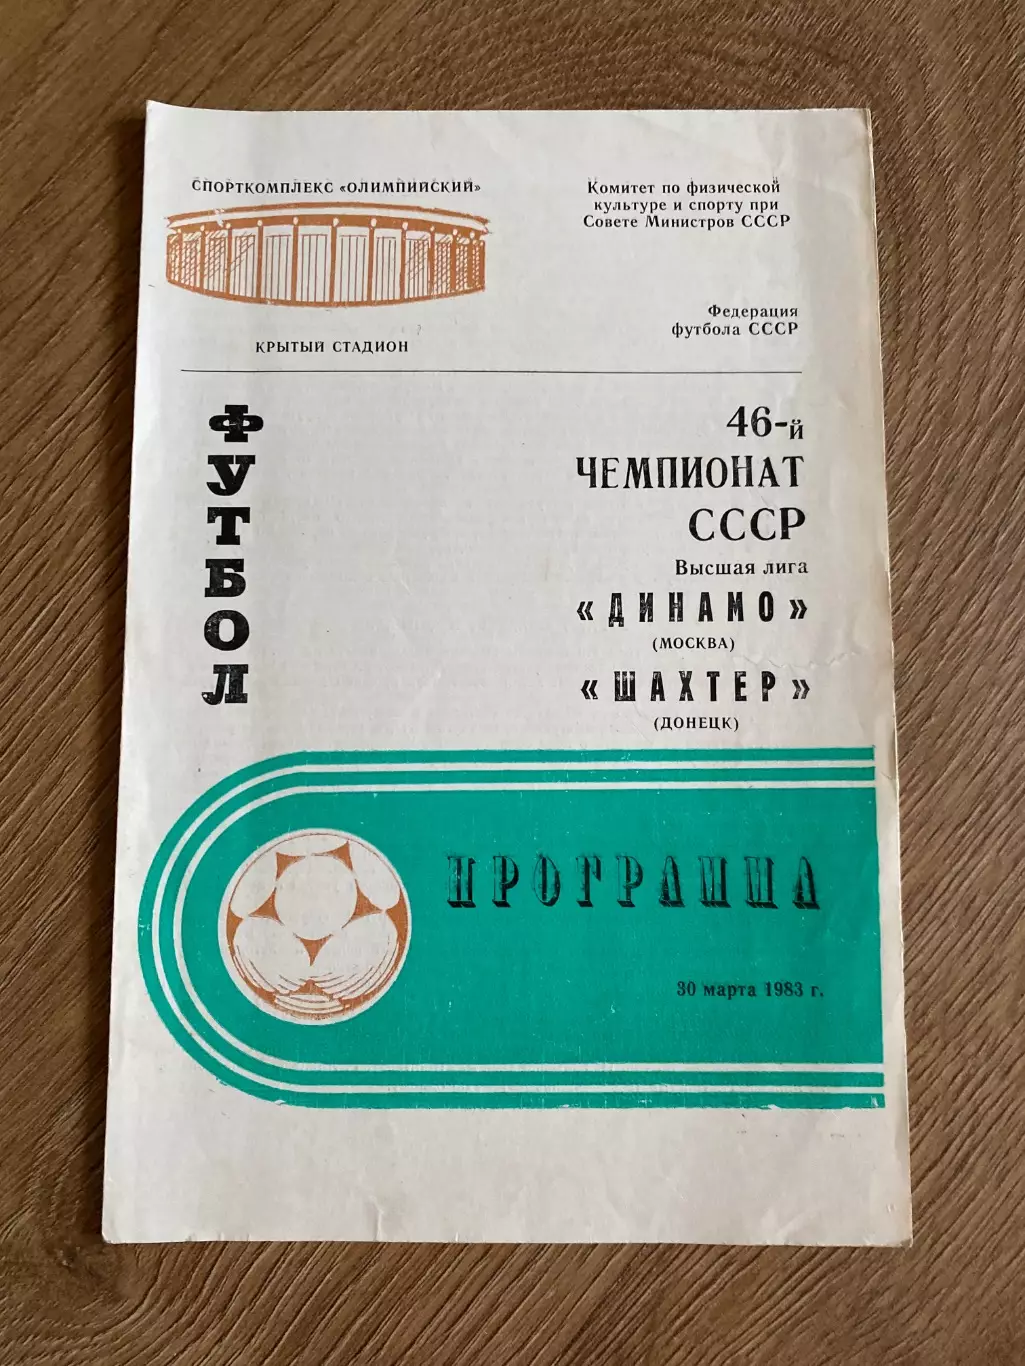 СПОРТКОМПЛЕКС «ОЛИМПИЙСКИЙ»
КРЫТЫЙ СТАДИОН
Комитет по физической
культуре и спорту при
Совете Министров СССР
Федерация
футбола СССР
ФУТБОЛ
46-й
ЧЕМПИОНАТ
СССР
Высшая лига
«ДИНАМО»
(МОСКВА)
«ШАХТЕР»
(ДОНЕЦК)
ПРОГРАММА
30 марта 1983 г.